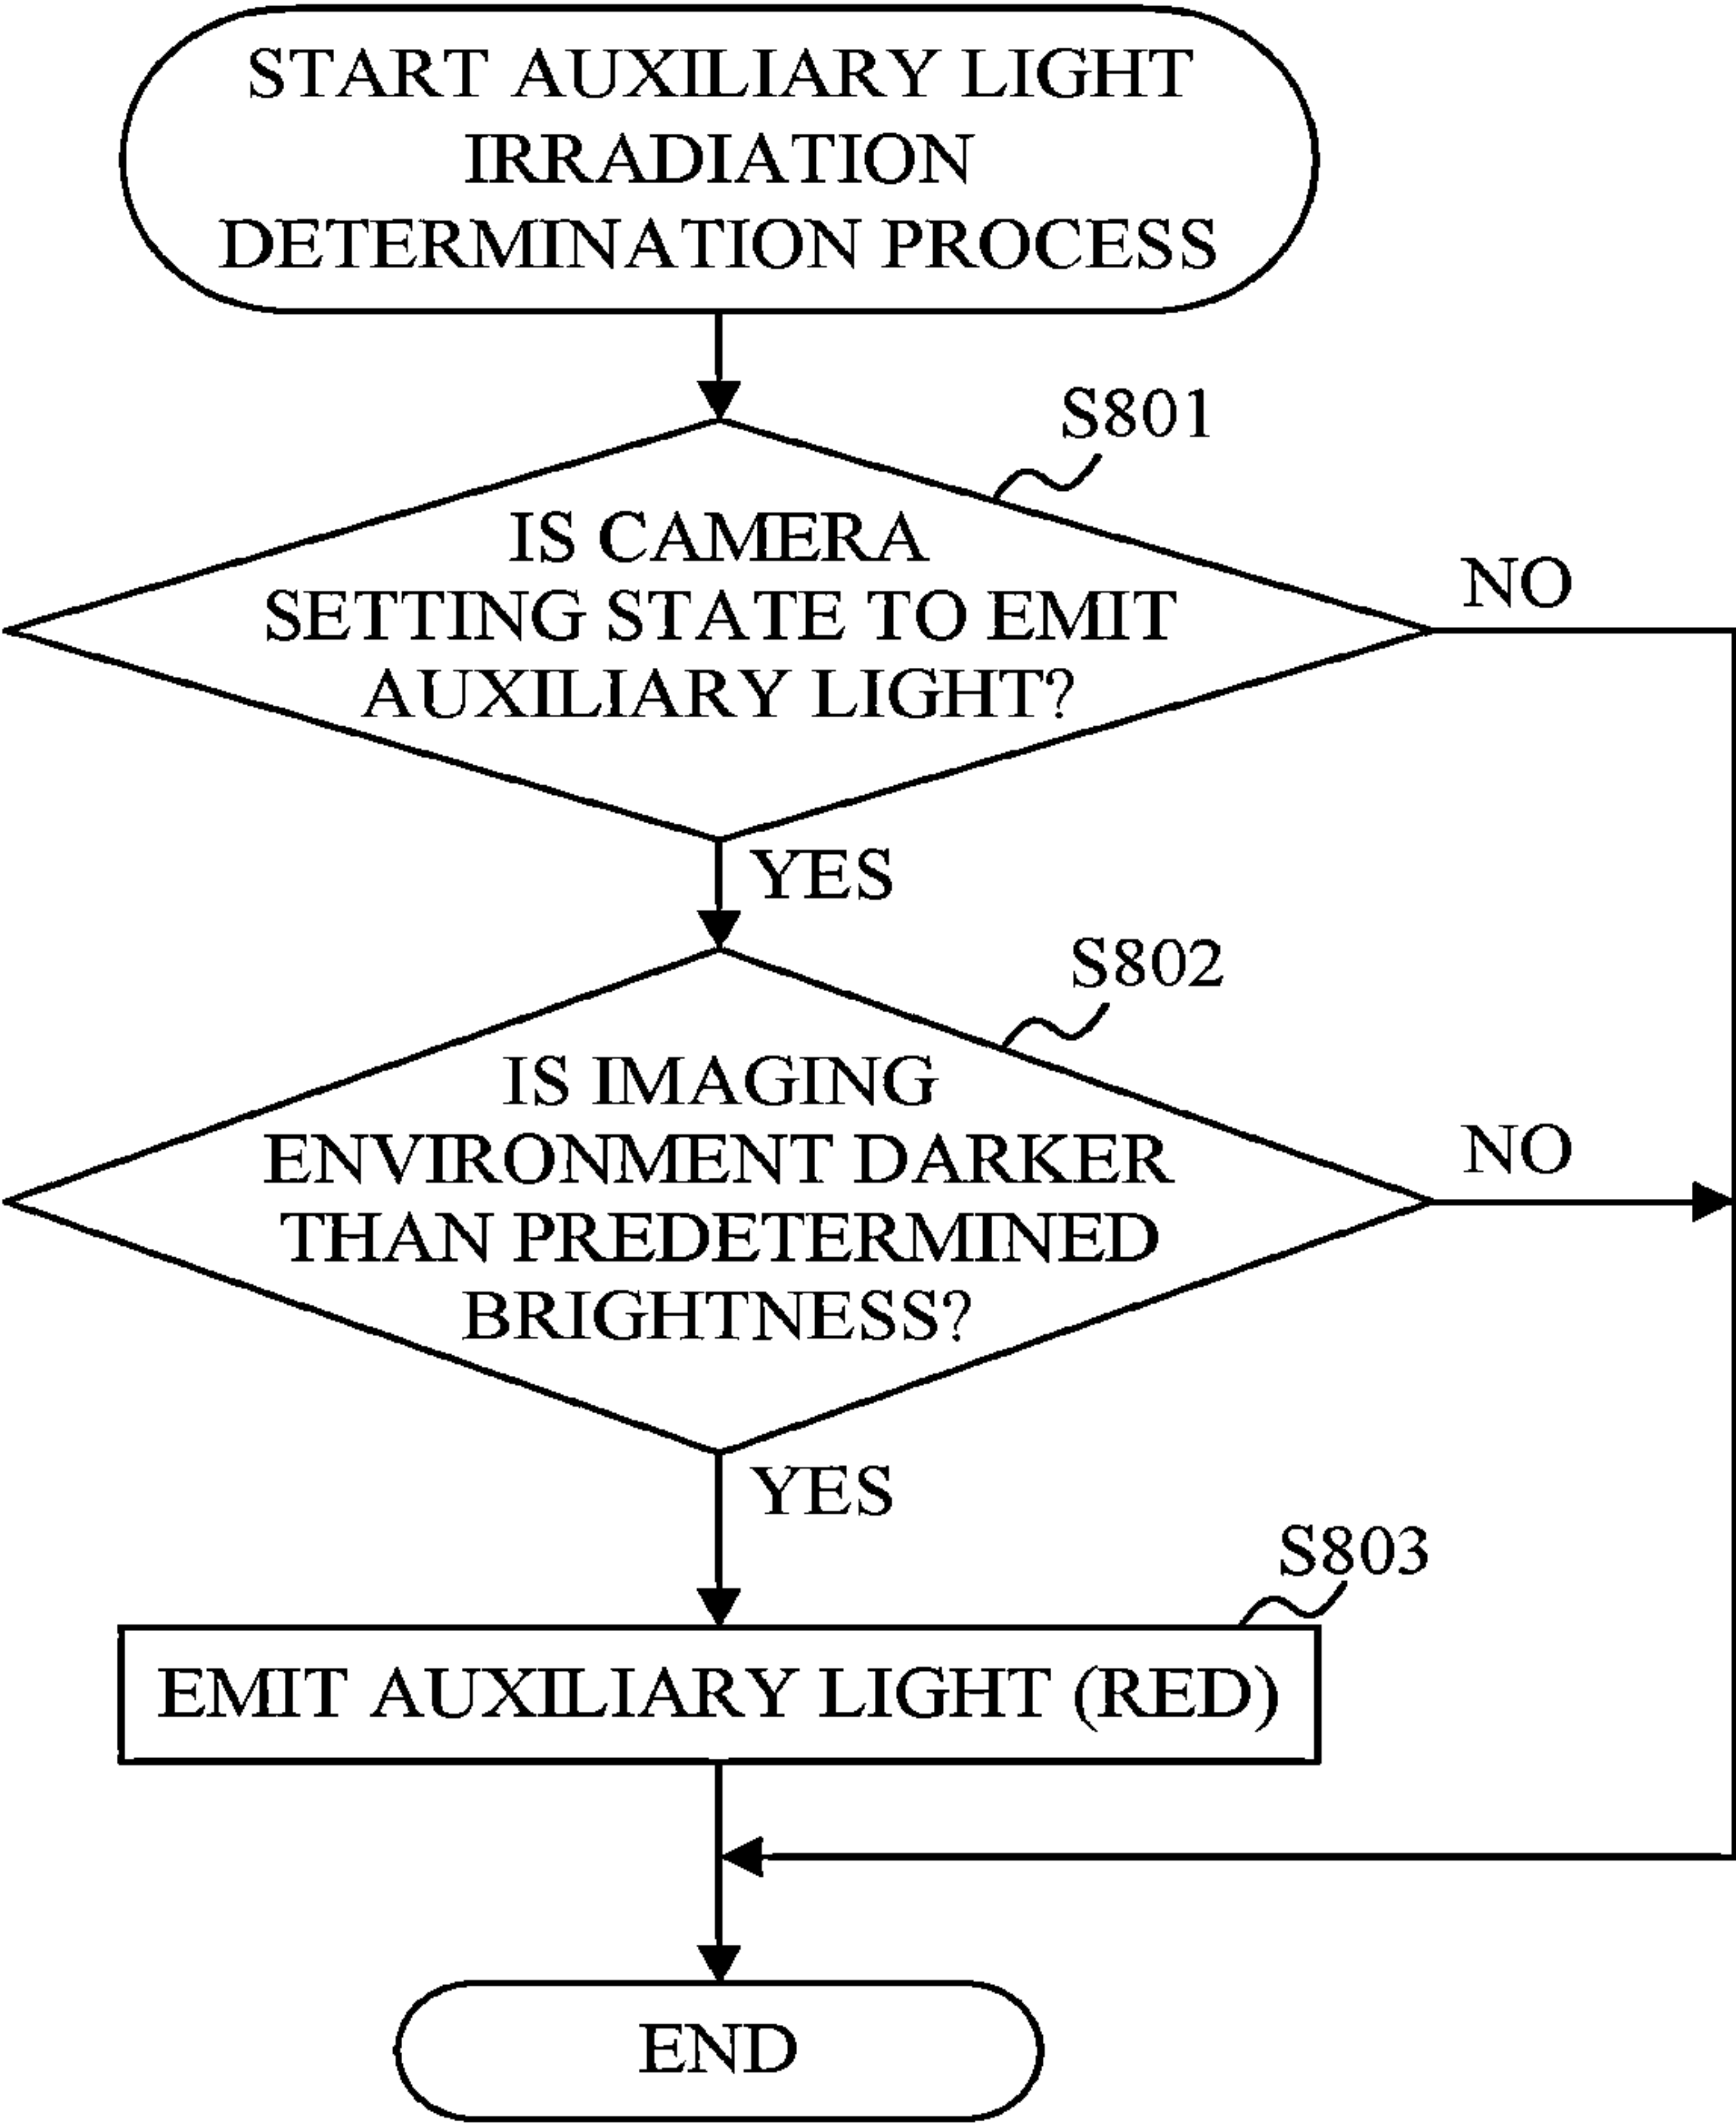 START AUXILIARY LIGHT
IRRADIATION
DETERMINATION PROCESS
S801
IS CAMERA
SETTING STATE TO EMIT
AUXILIARY LIGHT?
NO
YES
S802
IS IMAGING
ENVIRONMENT DARKER
THAN PREDETERMINED
BRIGHTNESS?
NO
YES
S803
EMIT AUXILIARY LIGHT (RED)
END